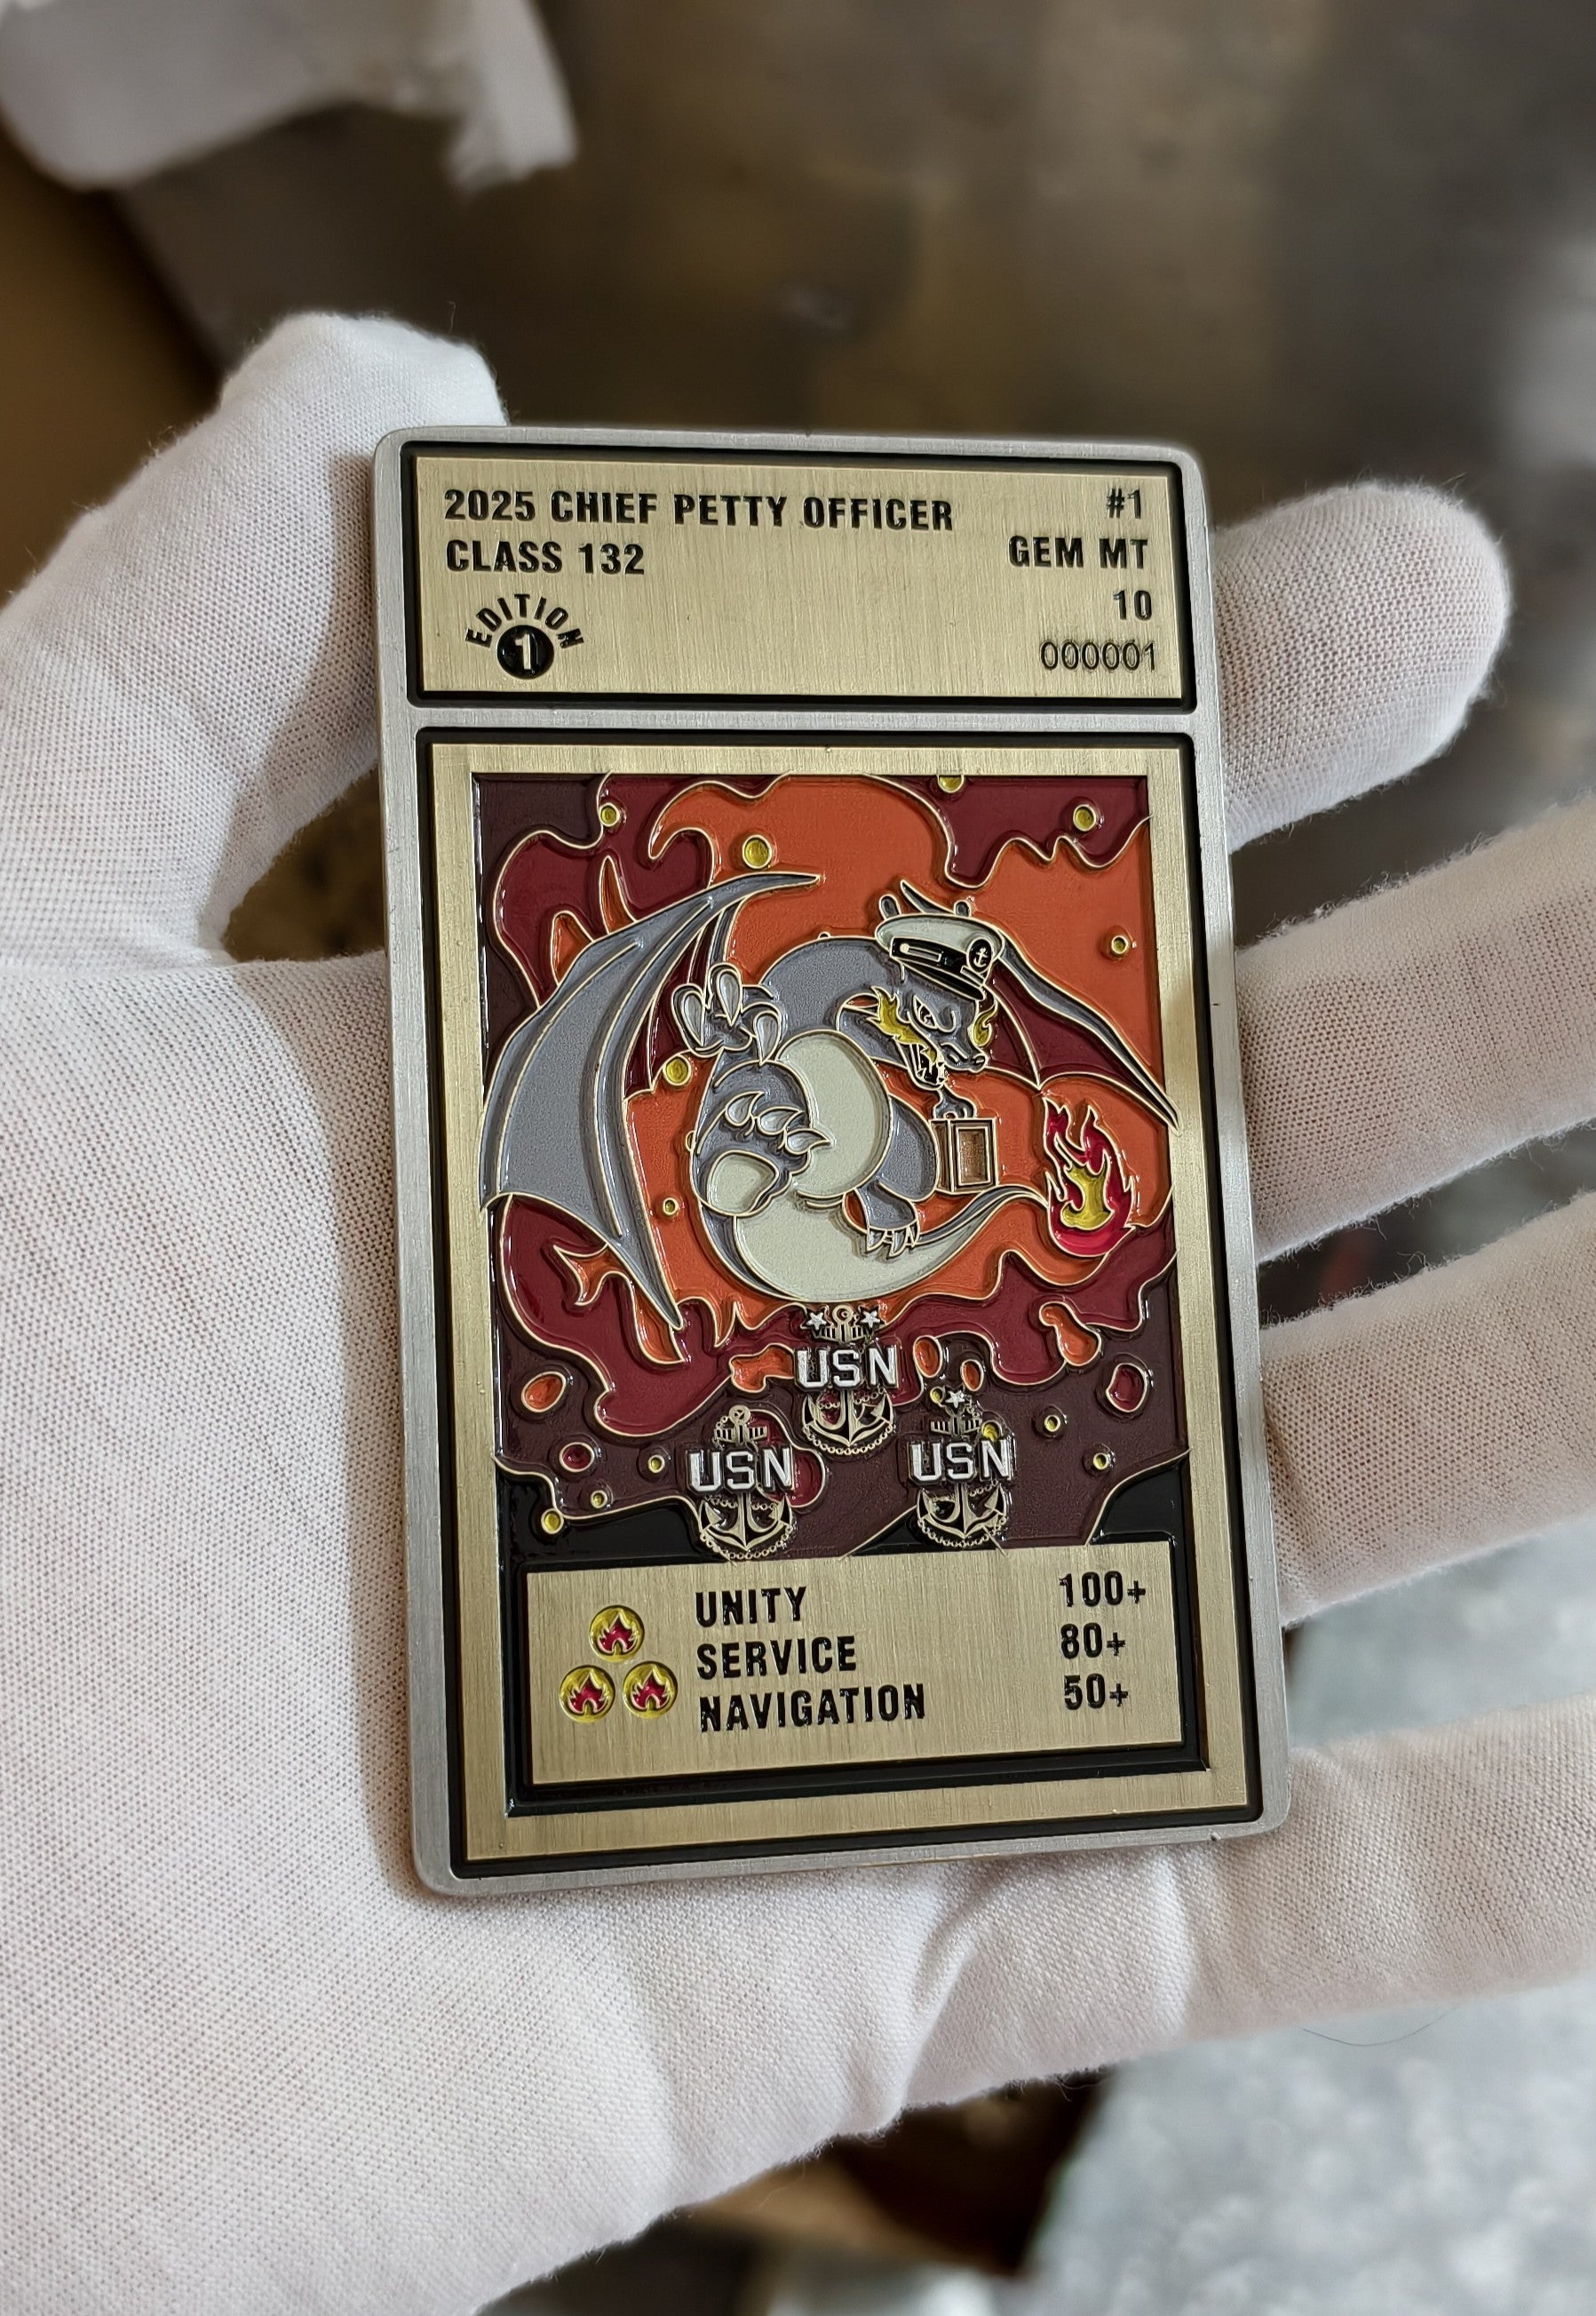 2025 CHIEF PETTY OFFICER
CLASS 132
EDITION
1
#1
GEM MT
10
000001
USN
USN
USN
UNITY 100+
SERVICE 80+
NAVIGATION 50+